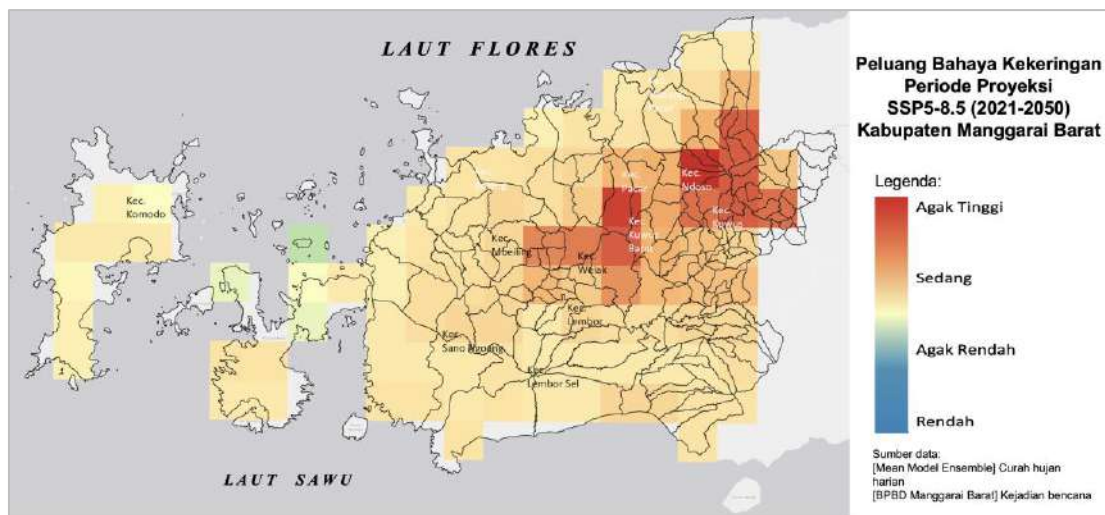 LAUT FLORES
Peluang Bahaya Kekeringan
Periode Proyeksi
SSP5-8.5 (2021-2050)
Kabupaten Manggarai Barat
Legenda:
Agak Tinggi
Sedang
Agak Rendah
Rendah
Sumber data:
[Mean Model Ensemble] Curah hujan
harian
[BPBD Manggarai Barat] Kejadian bencana
Kec.
Komodo
Kec.
Pacar
Kec.
Ndoso
Kec.
Kuwus
Barat
Kec.
Mbeliling
Kec.
Welak
Kec.
Lembor
Kec.
Sano Nggoang
Kec.
Lembor Sel
LAUT SAWU